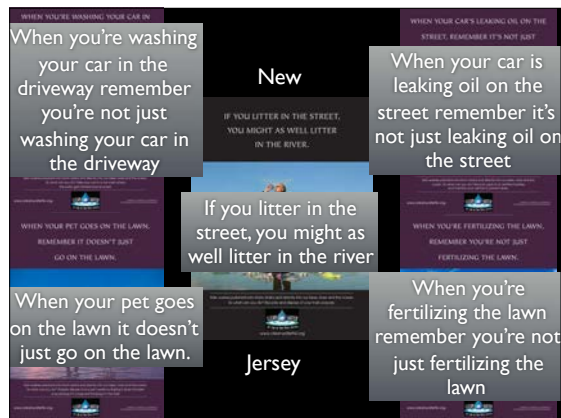 WHEN YOU'RE WASHING YOUR CAR IN
When you're washing
your car in the
driveway remember
you're not just
washing your car in
the driveway
WHEN YOUR PET GOES ON THE LAWN,
REMEMBER IT DOESN'T JUST
GO ON THE LAWN.
When your pet goes
on the lawn it doesn't
just go on the lawn.
New
IF YOU LITTER IN THE STREET,
YOU MIGHT AS WELL LITTER
IN THE RIVER.
If you litter in the
street, you might as
well litter in the river
Jersey
WHEN YOUR CAR'S LEAKING OIL ON THE
STREET, REMEMBER IT'S NOT JUST
When your car is
leaking oil on the
street remember it's
not just leaking oil on
the street
WHEN YOU'RE FERTILIZING THE LAWN,
REMEMBER YOU'RE NOT JUST
FERTILIZING THE LAWN.
When you're
fertilizing the lawn
remember you're not
just fertilizing the
lawn